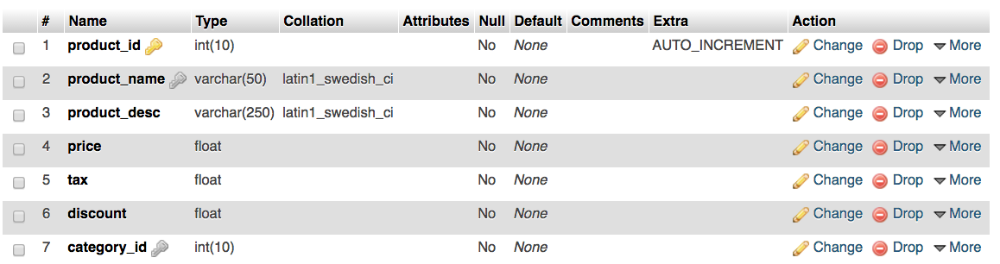 # Name Type Collation Attributes Null Default Comments Extra Action
1 product_id int(10) No None AUTO_INCREMENT Change Drop More
2 product_name varchar(50) latin1_swedish_ci No None Change Drop More
3 product_desc varchar(250) latin1_swedish_ci No None Change Drop More
4 price float No None Change Drop More
5 tax float No None Change Drop More
6 discount float No None Change Drop More
7 category_id int(10) No None Change Drop More